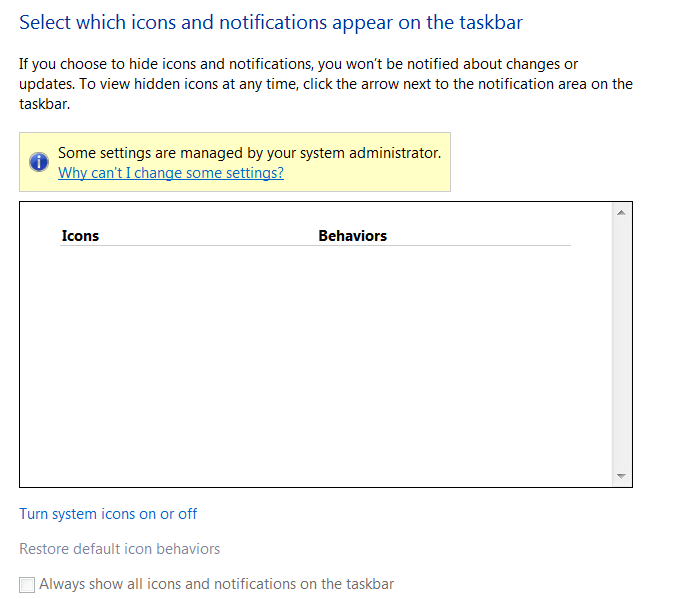 Select which icons and notifications appear on the taskbar
If you choose to hide icons and notifications, you won't be notified about changes or
updates. To view hidden icons at any time, click the arrow next to the notification area on the
taskbar.
Some settings are managed by your system administrator.
Why can't I change some settings?
Icons Behaviors
Turn system icons on or off
Restore default icon behaviors
Always show all icons and notifications on the taskbar